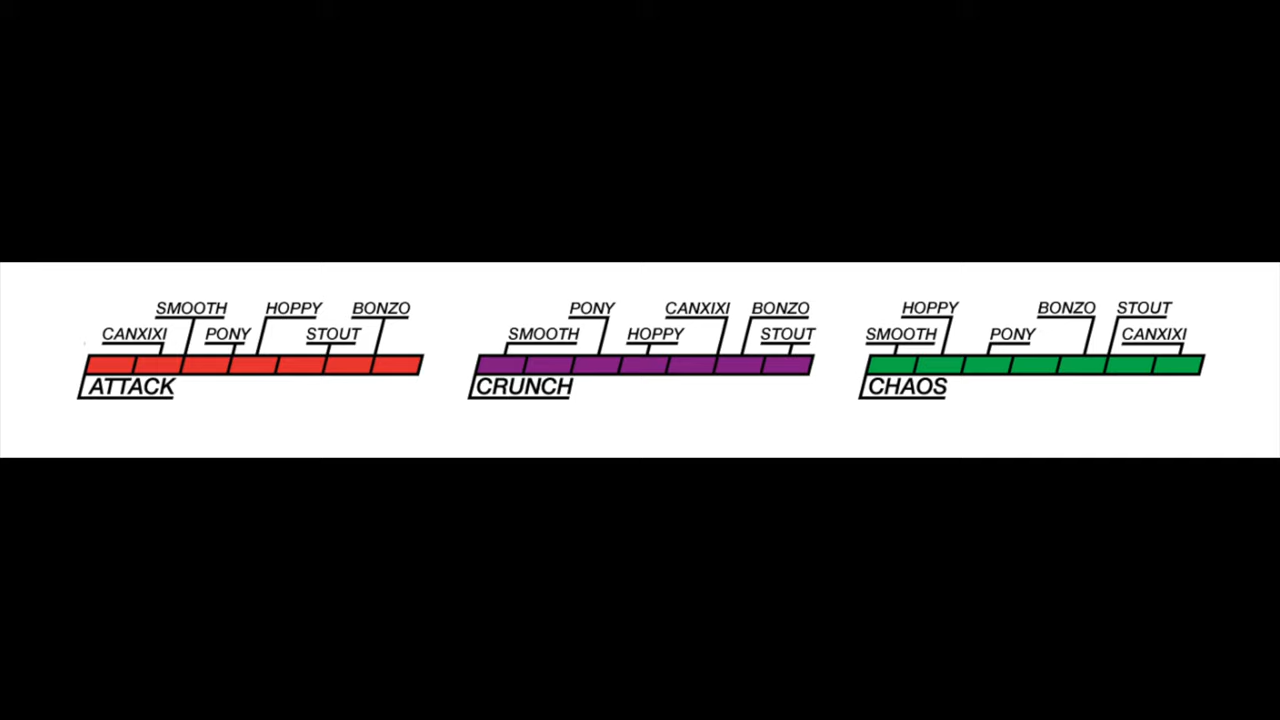 SMOOTH HOPPY BONZO
CANXIXI PONY STOUT
ATTACK
PONY CANXIXI BONZO
SMOOTH HOPPY STOUT
CRUNCH
HOPPY BONZO STOUT
SMOOTH PONY CANXIXI
CHAOS